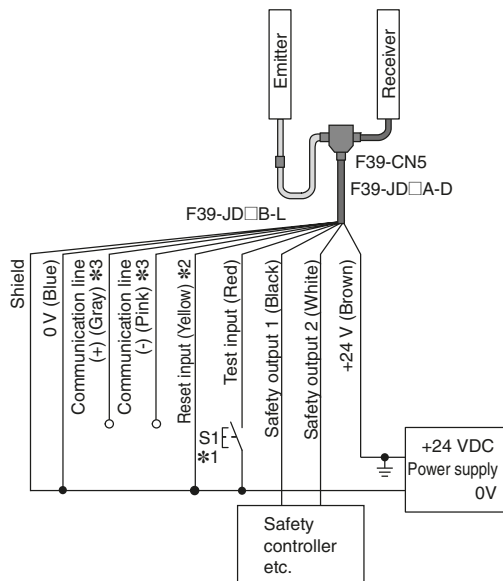 Emitter
Receiver
F39-CN5
F39-JD□A-D
F39-JD□B-L
Shield
0 V (Blue)
Communication line
(+) (Gray) *3
Communication line
(-) (Pink) *3
Reset input (Yellow) *2
Test input (Red)
Safety output 1 (Black)
Safety output 2 (White)
+24 V (Brown)
S1
*1
+24 VDC
Power supply
0V
Safety
controller
etc.